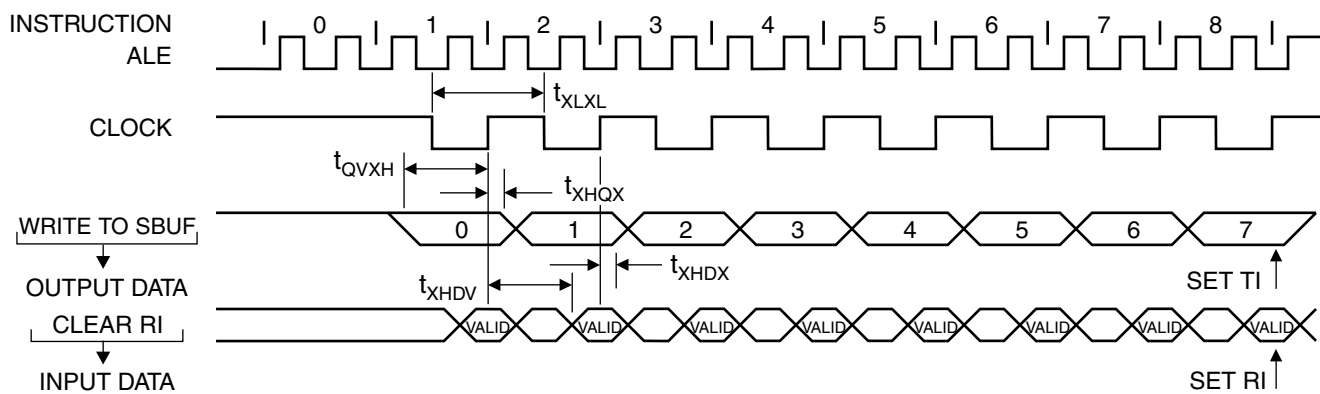 INSTRUCTION 0 1 2 3 4 5 6 7 8
ALE
tXLXL
CLOCK
tQVXH
tXHQX
WRITE TO SBUF
0 1 2 3 4 5 6 7
OUTPUT DATA
tXHDV
tXHDX
SET TI
CLEAR RI
VALID VALID VALID VALID VALID VALID VALID VALID
INPUT DATA
SET RI